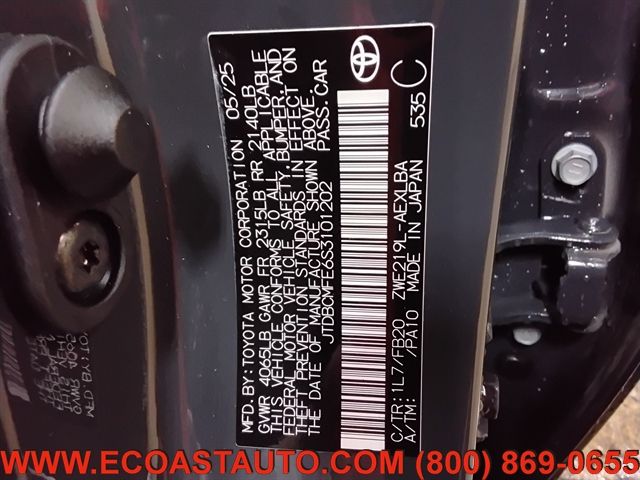 MFD BY:TOYOTA MOTOR CORPORATION 05/25
GVWR 4065LB GAWR FR 2315LB RR 2140LB
THIS VEHICLE CONFORMS TO ALL APPLICABLE
FEDERAL MOTOR VEHICLE SAFETY, BUMPER, AND
THEFT PREVENTION STANDARDS IN EFFECT ON
THE DATE OF MANUFACTURE SHOWN ABOVE.
JTDBCMFE6S3101202 PASS.CAR
C/TR:1L7/FB20 ZWE219L-AEXLBA
A/TM: /PA10 MADE IN JAPAN 535 C
TOYOTA
WWW.ECOASTAUTO.COM (800) 869-0655